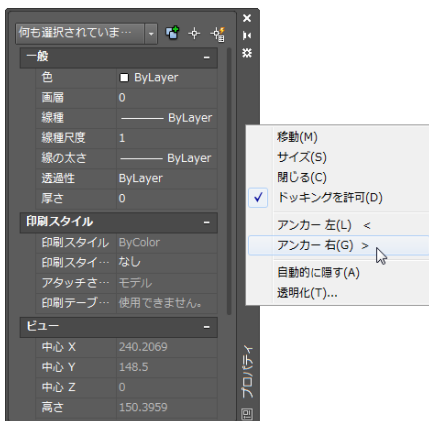 何も選択されていま…
一般
色 ByLayer
画層 0
線種 ByLayer
線種尺度 1
線の太さ ByLayer
透過性 ByLayer
厚さ 0
印刷スタイル
印刷スタイル ByColor
印刷スタイ… なし
アタッチさ… モデル
印刷テーブ… 使用できません。
ビュー
中心 X 240.2069
中心 Y 148.5
中心 Z 0
高さ 150.3959
プロパティ
移動(M)
サイズ(S)
閉じる(C)
ドッキングを許可(D)
アンカー 左(L) <
アンカー 右(G) >
自動的に隠す(A)
透明化(T)...